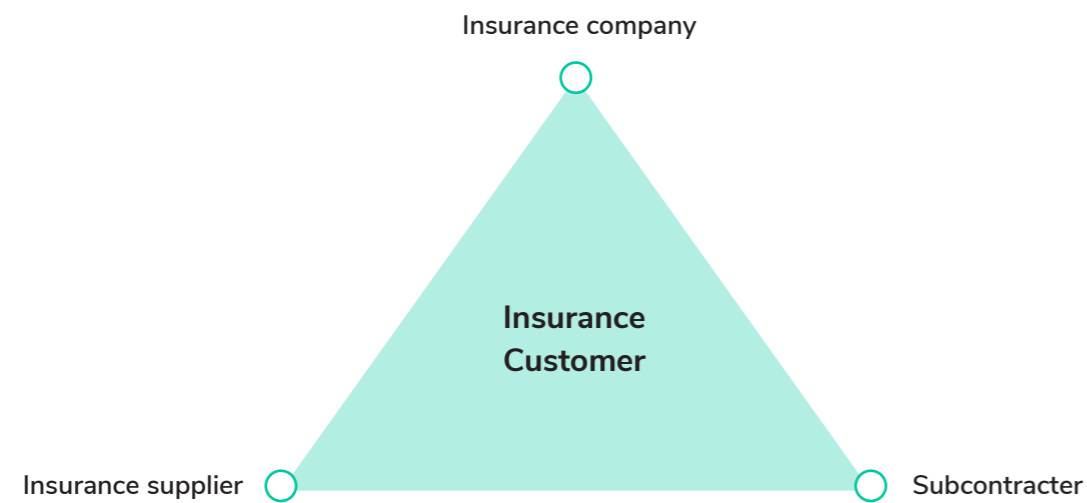 Insurance company
Insurance
Customer
Insurance supplier
Subcontracter